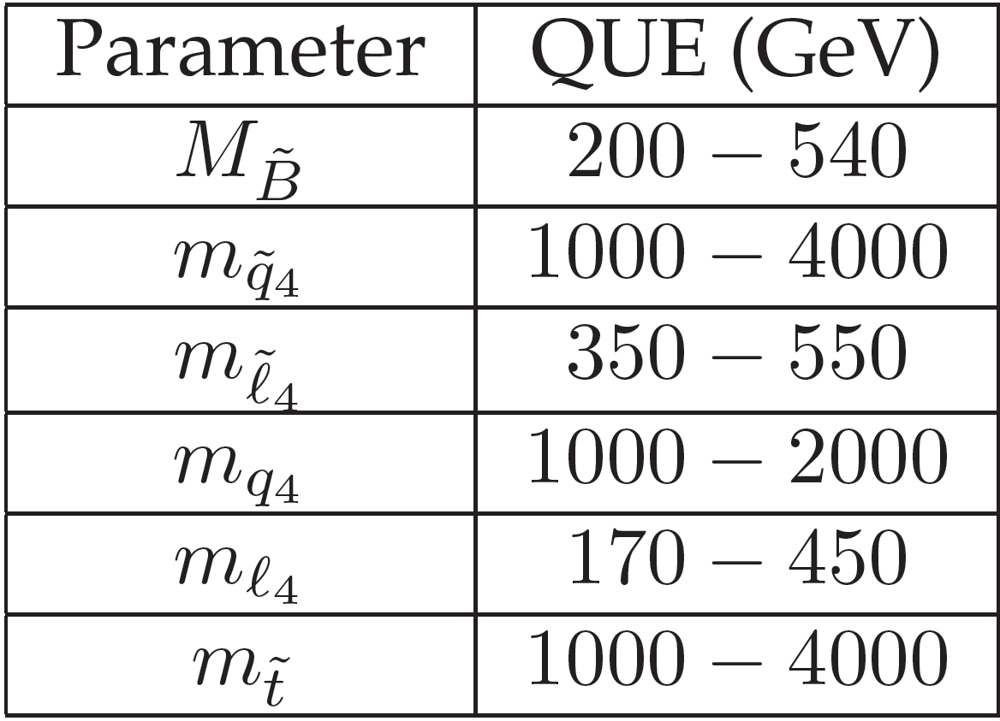 Parameter QUE (GeV)
$M_{\tilde{B}}$ 200 − 540
$m_{\tilde{q}_4}$ 1000 − 4000
$m_{\tilde{\ell}_4}$ 350 − 550
$m_{q_4}$ 1000 − 2000
$m_{\ell_4}$ 170 − 450
$m_{\tilde{t}}$ 1000 − 4000